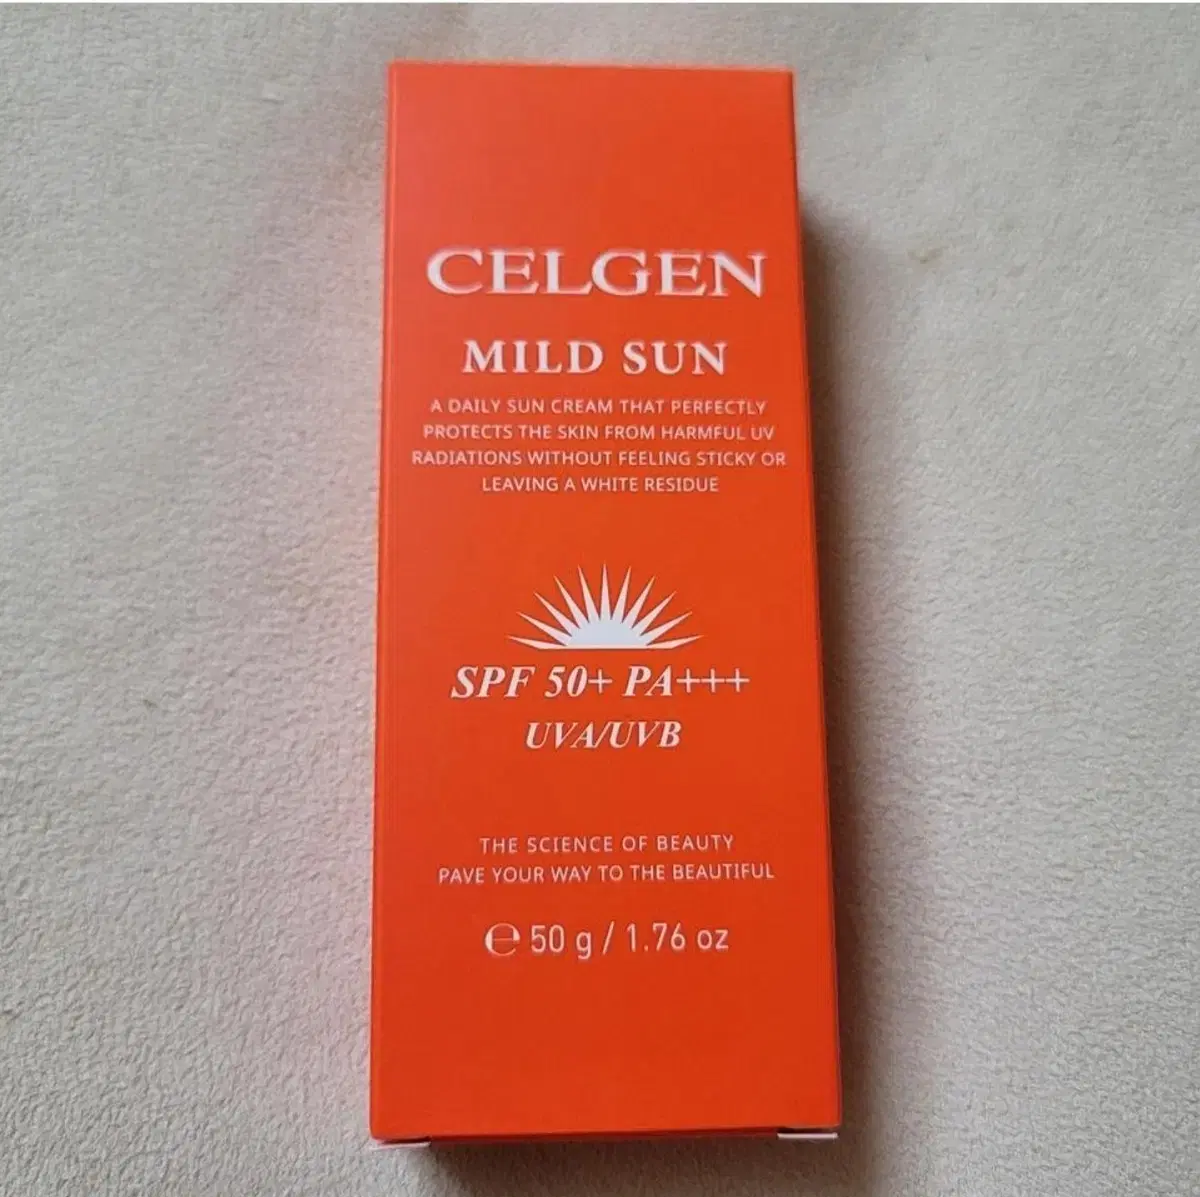 CELGEN
MILD SUN
A DAILY SUN CREAM THAT PERFECTLY
PROTECTS THE SKIN FROM HARMFUL UV
RADIATIONS WITHOUT FEELING STICKY OR
LEAVING A WHITE RESIDUE
SPF 50+ PA+++
UVA/UVB
THE SCIENCE OF BEAUTY
PAVE YOUR WAY TO THE BEAUTIFUL
℮ 50 g / 1.76 oz